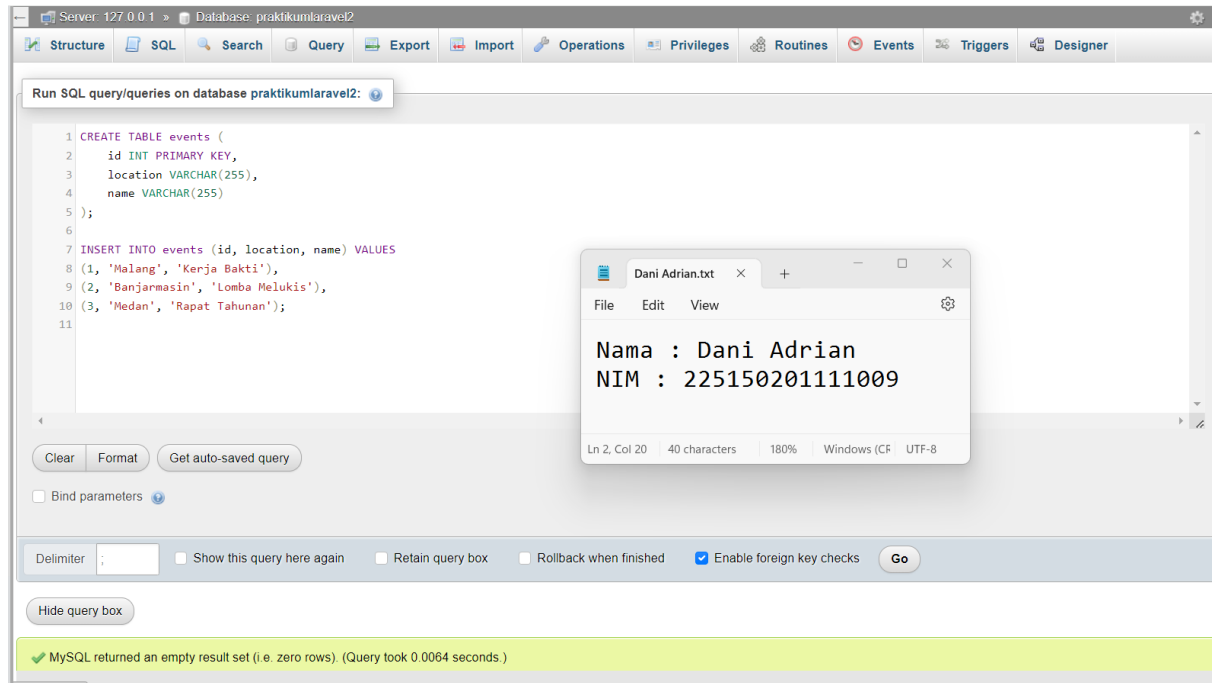 Server: 127.0.0.1 » Database: praktikumlaravel2
Structure SQL Search Query Export Import Operations Privileges Routines Events Triggers Designer
Run SQL query/queries on database praktikumlaravel2:
1 CREATE TABLE events (
2 id INT PRIMARY KEY,
3 location VARCHAR(255),
4 name VARCHAR(255)
5 );
6
7 INSERT INTO events (id, location, name) VALUES
8 (1, 'Malang', 'Kerja Bakti'),
9 (2, 'Banjarmasin', 'Lomba Melukis'),
10 (3, 'Medan', 'Rapat Tahunan');
11
Dani Adrian.txt
File Edit View
Nama : Dani Adrian
NIM : 225150201111009
Ln 2, Col 20 40 characters 180% Windows (CF UTF-8
Clear Format Get auto-saved query
Bind parameters
Delimiter ; Show this query here again Retain query box Rollback when finished Enable foreign key checks Go
Hide query box
MySQL returned an empty result set (i.e. zero rows). (Query took 0.0064 seconds.)